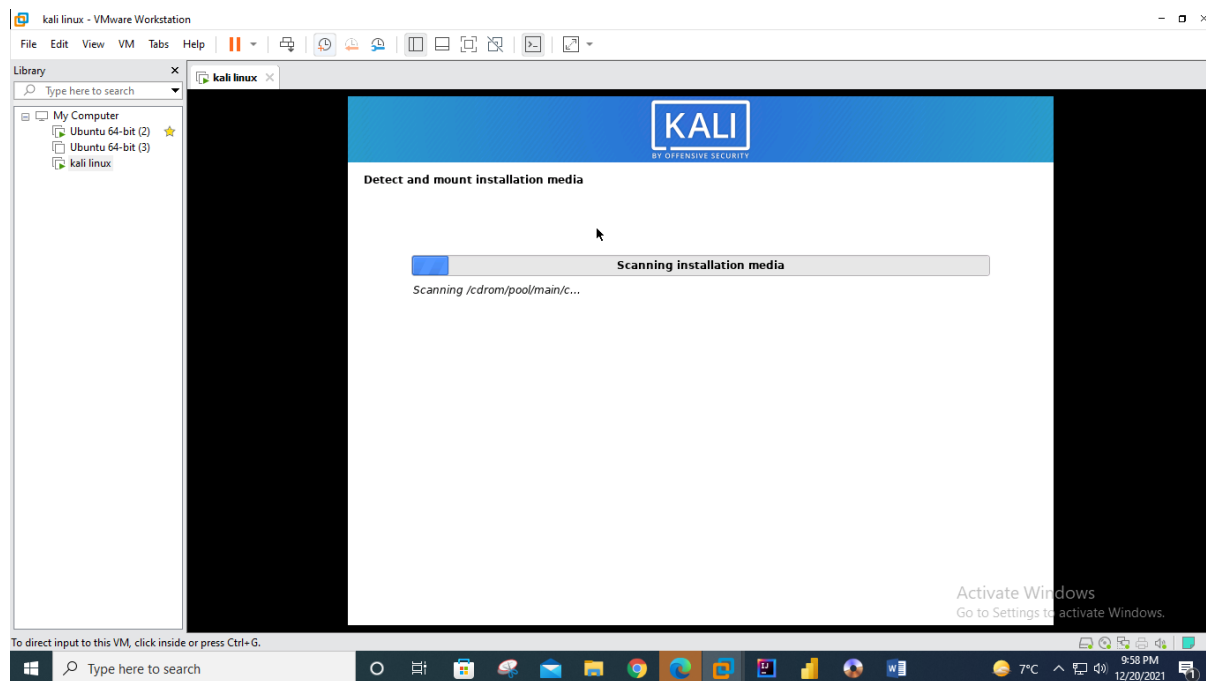 kali linux - VMware Workstation
File Edit View VM Tabs Help
Library
Type here to search
My Computer
Ubuntu 64-bit (2)
Ubuntu 64-bit (3)
kali linux
kali linux
KALI
BY OFFENSIVE SECURITY
Detect and mount installation media
Scanning installation media
Scanning /cdrom/pool/main/c...
Activate Windows
Go to Settings to activate Windows.
To direct input to this VM, click inside or press Ctrl+G.
Type here to search
7°C
9:58 PM
12/20/2021
1